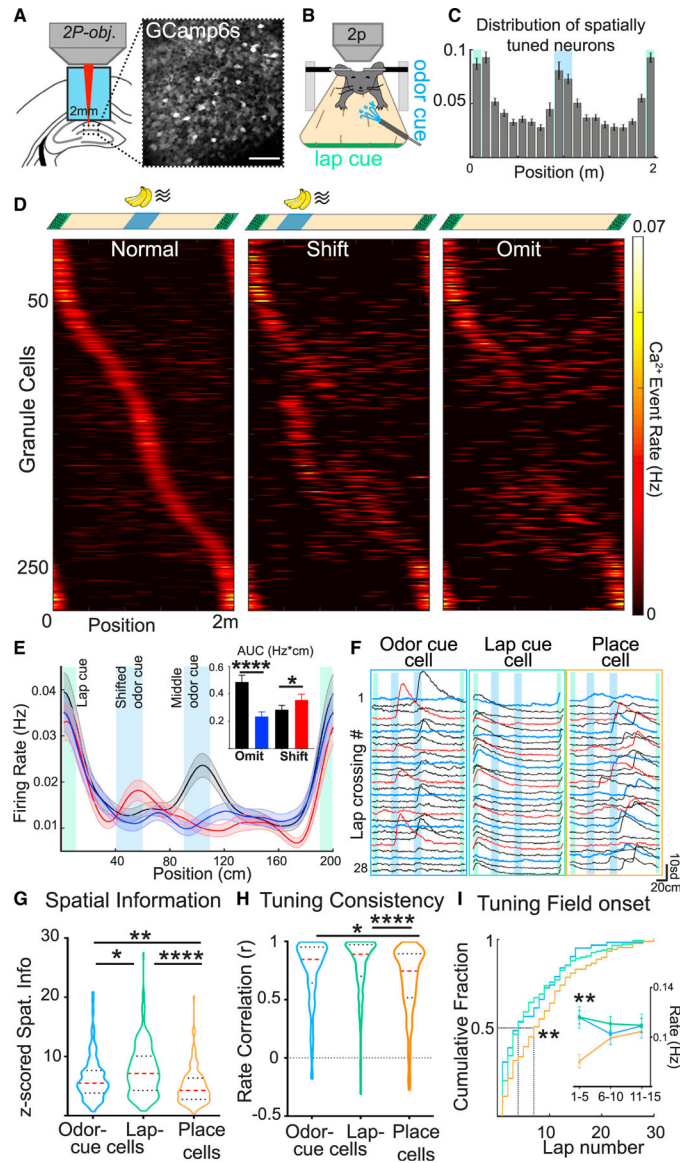 A
2P-obj.
2mm
GCamp6s
B
2p
odor cue
lap cue
C
Distribution of spatially
tuned neurons
0.1
0.05
0
2
Position (m)
D
Normal
Shift
Omit
50
250
Granule Cells
0
Position
2m
0.07
Ca²⁺ Event Rate (Hz)
0
E
Firing Rate (Hz)
0.04
0.03
0.02
0.01
Lap cue
Shifted
odor cue
Middle
odor cue
AUC (Hz*cm)
****
*
0.6
0.4
0.2
Omit
Shift
0
40
80
120
160
200
Position (cm)
F
Odor cue
cell
Lap cue
cell
Place
cell
Lap crossing #
1
28
10sd
20cm
G
Spatial Information
z-scored Spat. Info
30
20
10
0
**
*
****
Odor-
cue cells
Lap-
Place
cells
H
Tuning Consistency
Rate Correlation (r)
1
0.5
0
-0.5
*
****
Odor-
cue cells
Lap-
Place
cells
I
Tuning Field onset
Cumulative Fraction
1
0.5
**
**
0.14
0.1
Rate (Hz)
1-5
6-10
11-15
10
20
30
Lap number